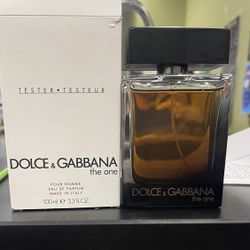 TESTER • TESTEUR
DOLCE & GABBANA
the one
POUR HOMME
EAU DE PARFUM
MADE IN ITALY
100 ml e 3.3 FL.OZ.
DOLCE & GABBANA
the one